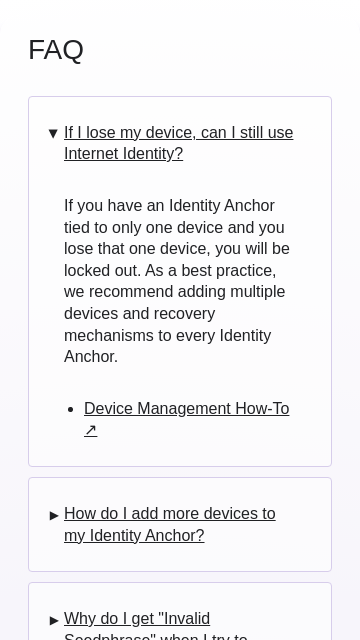 FAQ
▼ If I lose my device, can I still use
Internet Identity?
If you have an Identity Anchor
tied to only one device and you
lose that one device, you will be
locked out. As a best practice,
we recommend adding multiple
devices and recovery
mechanisms to every Identity
Anchor.
• Device Management How-To
↗
► How do I add more devices to
my Identity Anchor?
► Why do I get "Invalid
Seedphrase" when I try to